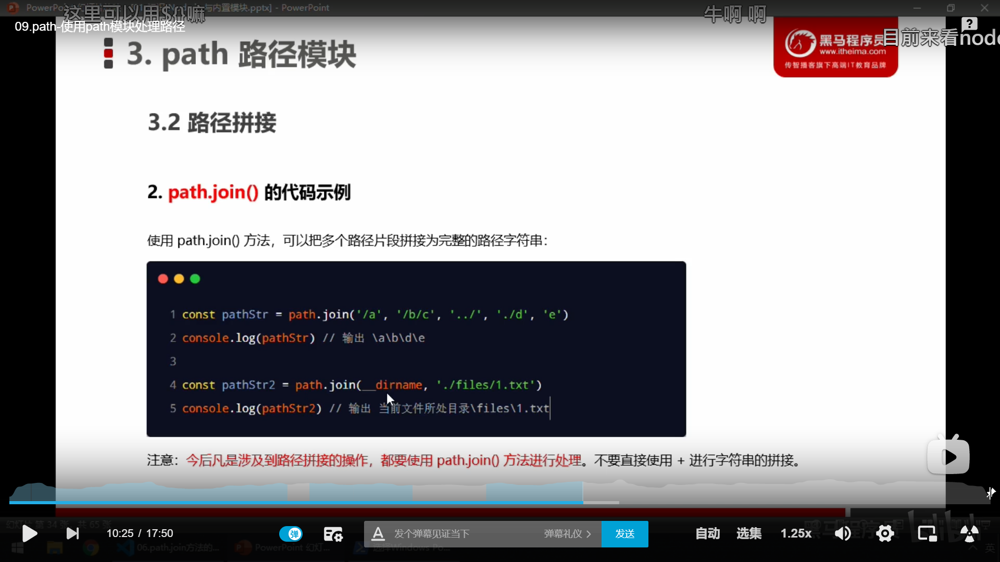 这里可以用${}嘛
牛啊 啊
与内置模块.pptx] - PowerPoint
09.path-使用path模块处理路径
目前来看node
3. path 路径模块
黑马程序员
www.itheima.com
传智播客旗下高端IT教育品牌
3.2 路径拼接
2. path.join() 的代码示例
使用 path.join() 方法，可以把多个路径片段拼接为完整的路径字符串：
1 const pathStr = path.join('/a', '/b/c', '../', './d', 'e')
2 console.log(pathStr) // 输出 \a\b\d\e
3
4 const pathStr2 = path.join(__dirname, './files/1.txt')
5 console.log(pathStr2) // 输出 当前文件所处目录\files\1.txt
注意：今后凡是涉及到路径拼接的操作，都要使用 path.join() 方法进行处理。不要直接使用 + 进行字符串的拼接。
幻灯片 第 34 张，共 65 张
10:25 / 17:50
弹
发个弹幕见证当下
弹幕礼仪 >
发送
自动
选集
1.25x
06.path.join方法的...
PowerPoint 幻灯...
选择Windows Po...
英